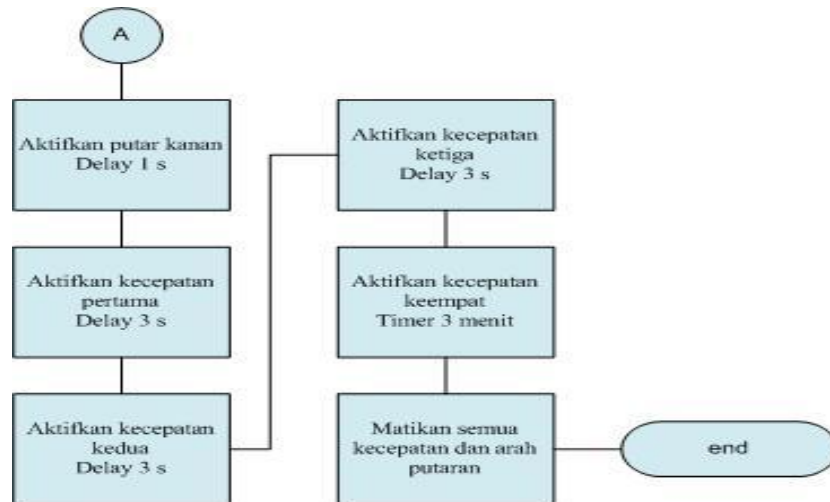 A
Aktifkan putar kanan
Delay 1 s
Aktifkan kecepatan
pertama
Delay 3 s
Aktifkan kecepatan
kedua
Delay 3 s
Aktifkan kecepatan
ketiga
Delay 3 s
Aktifkan kecepatan
keempat
Timer 3 menit
Matikan semua
kecepatan dan arah
putaran
end